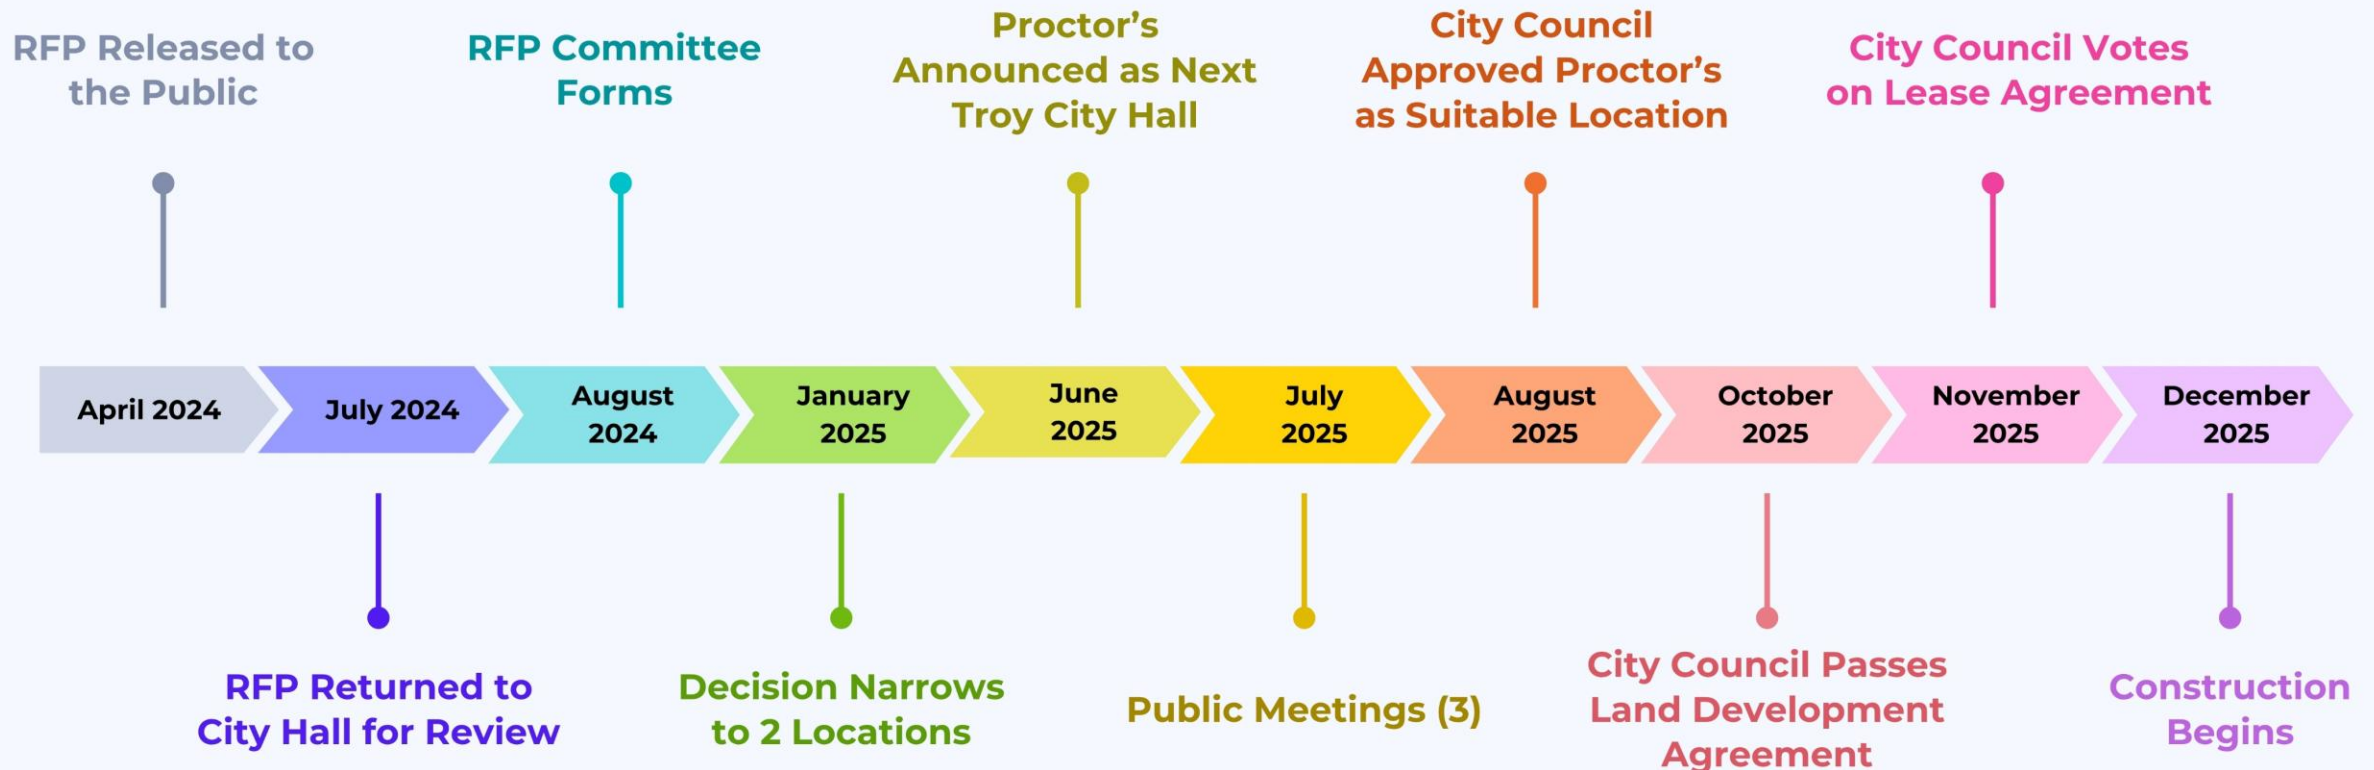 RFP Released to
the Public
RFP Committee
Forms
Proctor's
Announced as Next
Troy City Hall
City Council
Approved Proctor's
as Suitable Location
City Council Votes
on Lease Agreement
April 2024
July 2024
August
2024
January
2025
June
2025
July
2025
August
2025
October
2025
November
2025
December
2025
RFP Returned to
City Hall for Review
Decision Narrows
to 2 Locations
Public Meetings (3)
City Council Passes
Land Development
Agreement
Construction
Begins